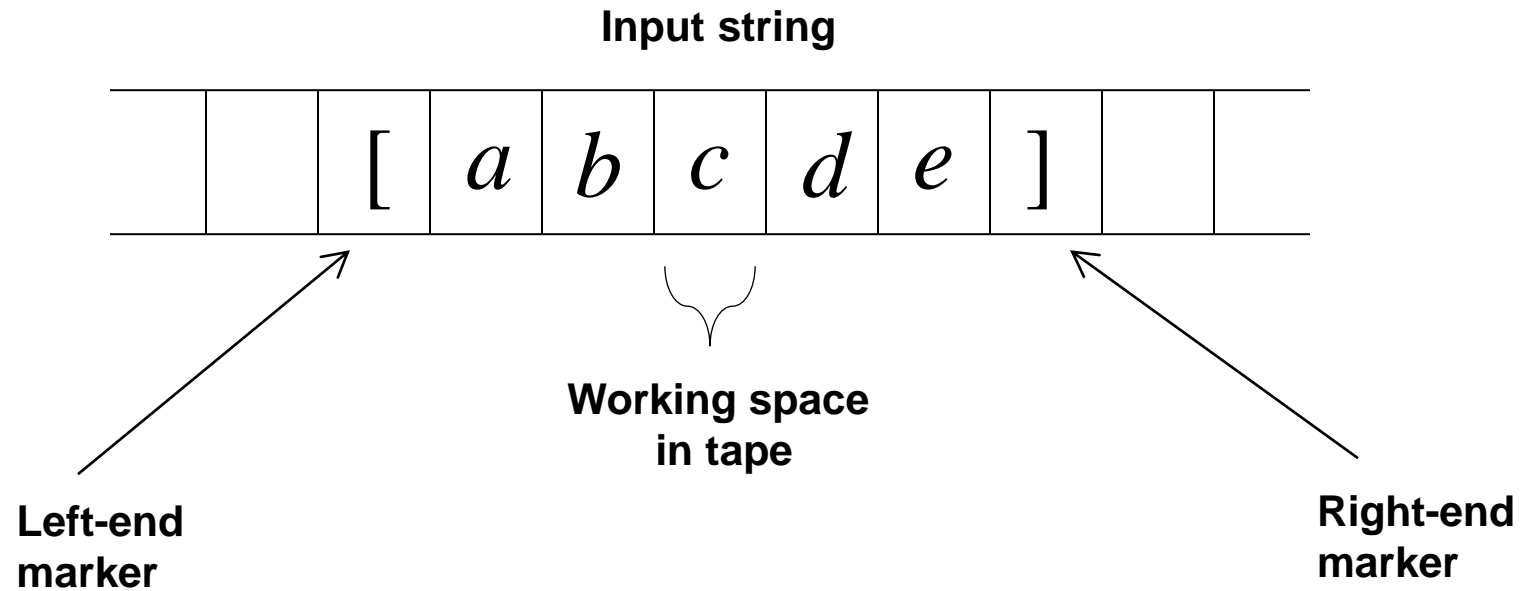 Input string
[ a b c d e ]
Working space
in tape
Left-end
marker
Right-end
marker